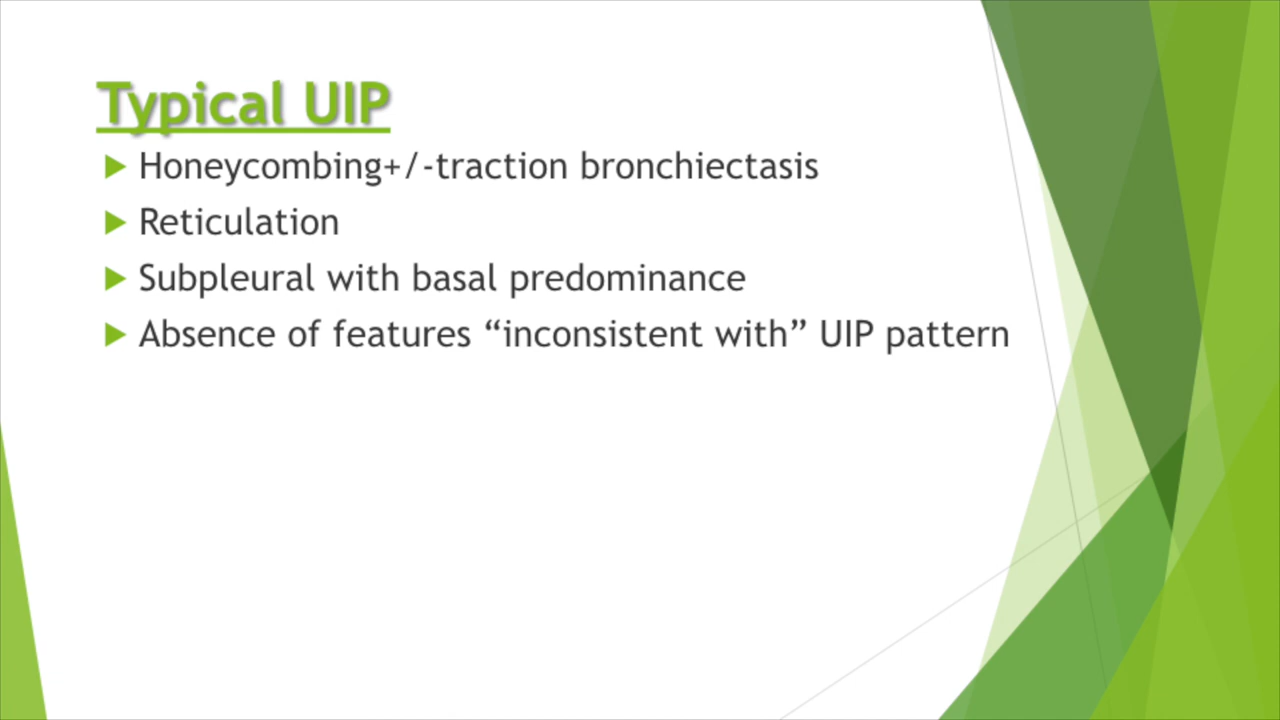 Typical UIP
Honeycombing+/-traction bronchiectasis
Reticulation
Subpleural with basal predominance
Absence of features “inconsistent with” UIP pattern